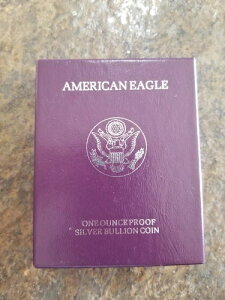 AMERICAN EAGLE
ONE OUNCE PROOF
SILVER BULLION COIN